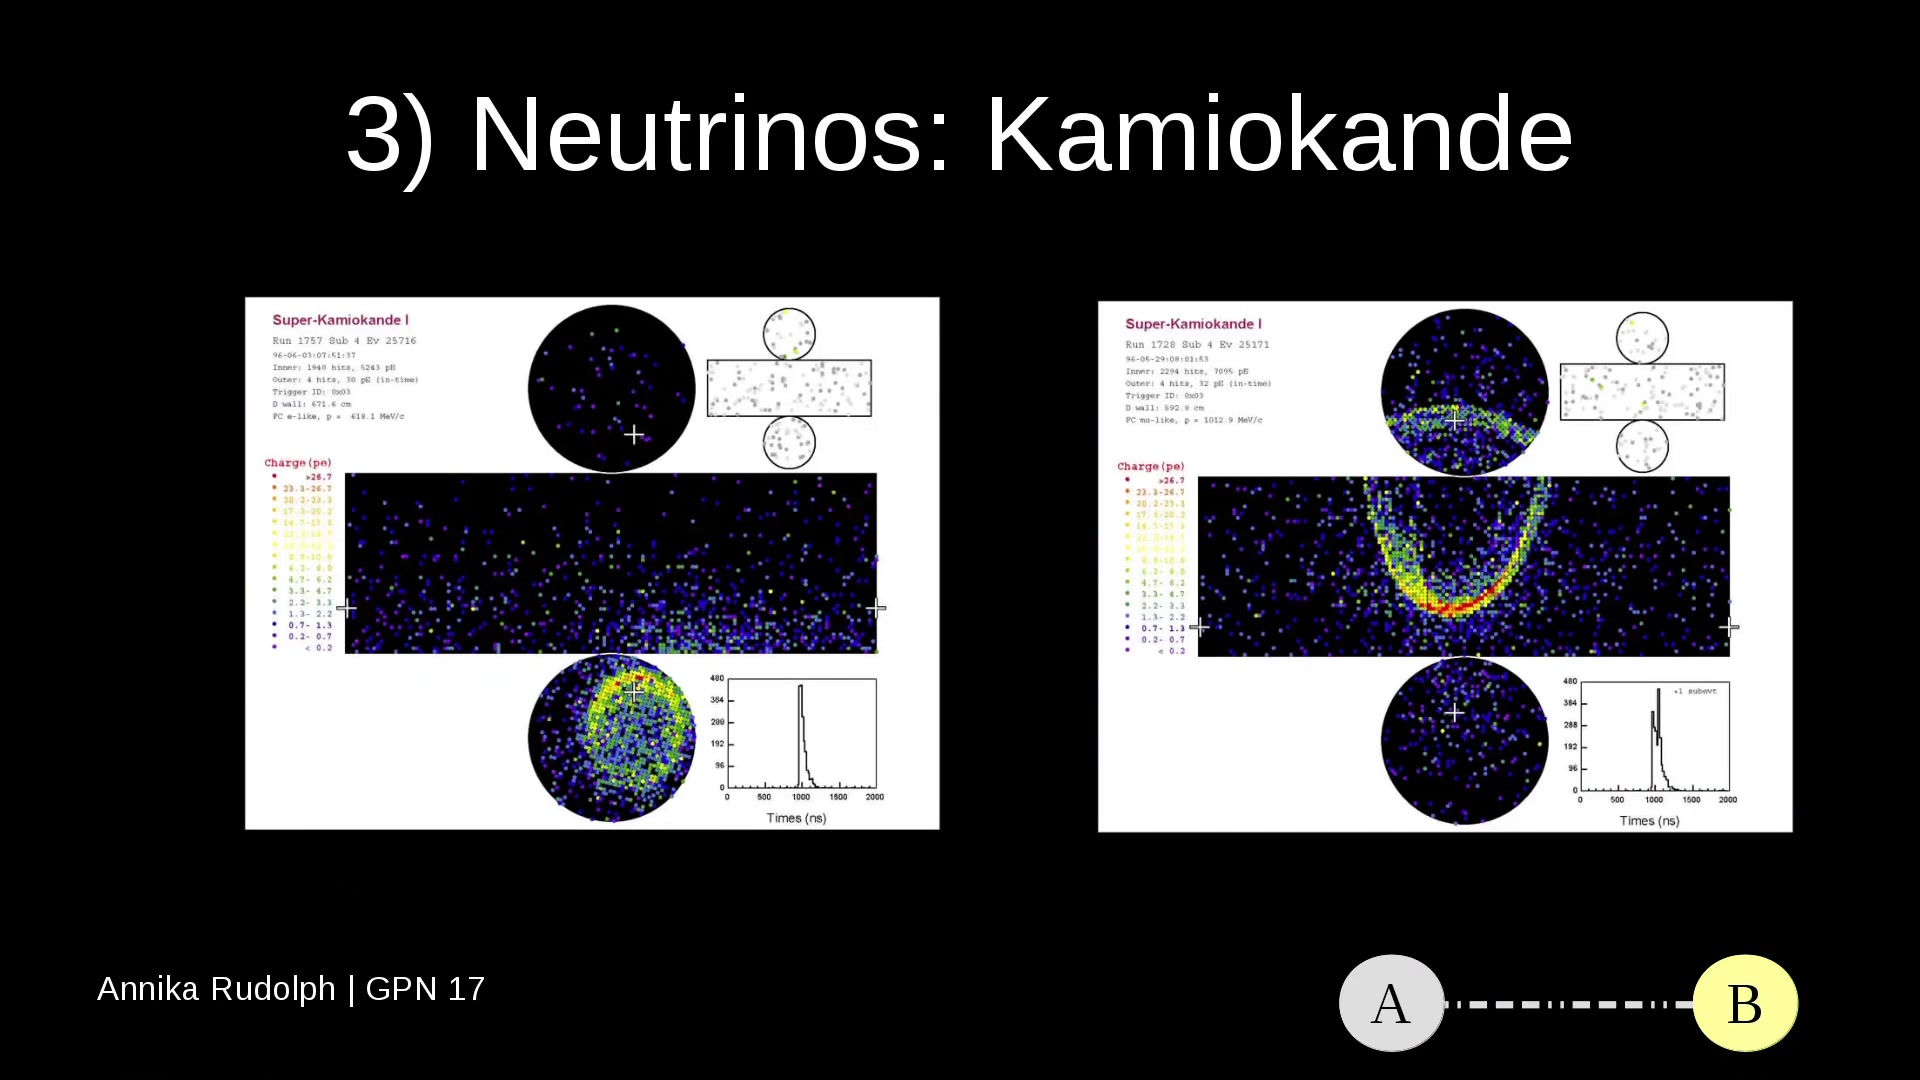 3) Neutrinos: Kamiokande
Super-Kamiokande I
Run 1757 Sub 4 Ev 25716
96-06-03:07:51:37
Inner: 1940 hits, 5243 pE
Outer: 4 hits, 30 pE (in-time)
Trigger ID: 0x03
D wall: 671.6 cm
FC e-like, p = 618.1 MeV/c
Charge(pe)
>26.7
23.3-26.7
20.2-23.3
17.3-20.2
14.7-17.3
8.0-10.0
6.2- 8.0
4.7- 6.2
3.3- 4.7
2.2- 3.3
1.3- 2.2
0.7- 1.3
0.2- 0.7
< 0.2
480
384
288
192
96
0
0 500 1000 1500 2000
Times (ns)
Super-Kamiokande I
Run 1728 Sub 4 Ev 25171
96-05-29:08:01:53
Inner: 2294 hits, 7095 pE
Outer: 4 hits, 32 pE (in-time)
Trigger ID: 0x03
D wall: 592.8 cm
FC mu-like, p = 1012.9 MeV/c
Charge(pe)
>26.7
23.3-26.7
20.2-23.3
17.3-20.2
14.7-17.3
8.0-10.0
6.2- 8.0
4.7- 6.2
3.3- 4.7
2.2- 3.3
1.3- 2.2
0.7- 1.3
0.2- 0.7
< 0.2
+1 subevt
480
384
288
192
96
0
0 500 1000 1500 2000
Times (ns)
Annika Rudolph | GPN 17
A
B